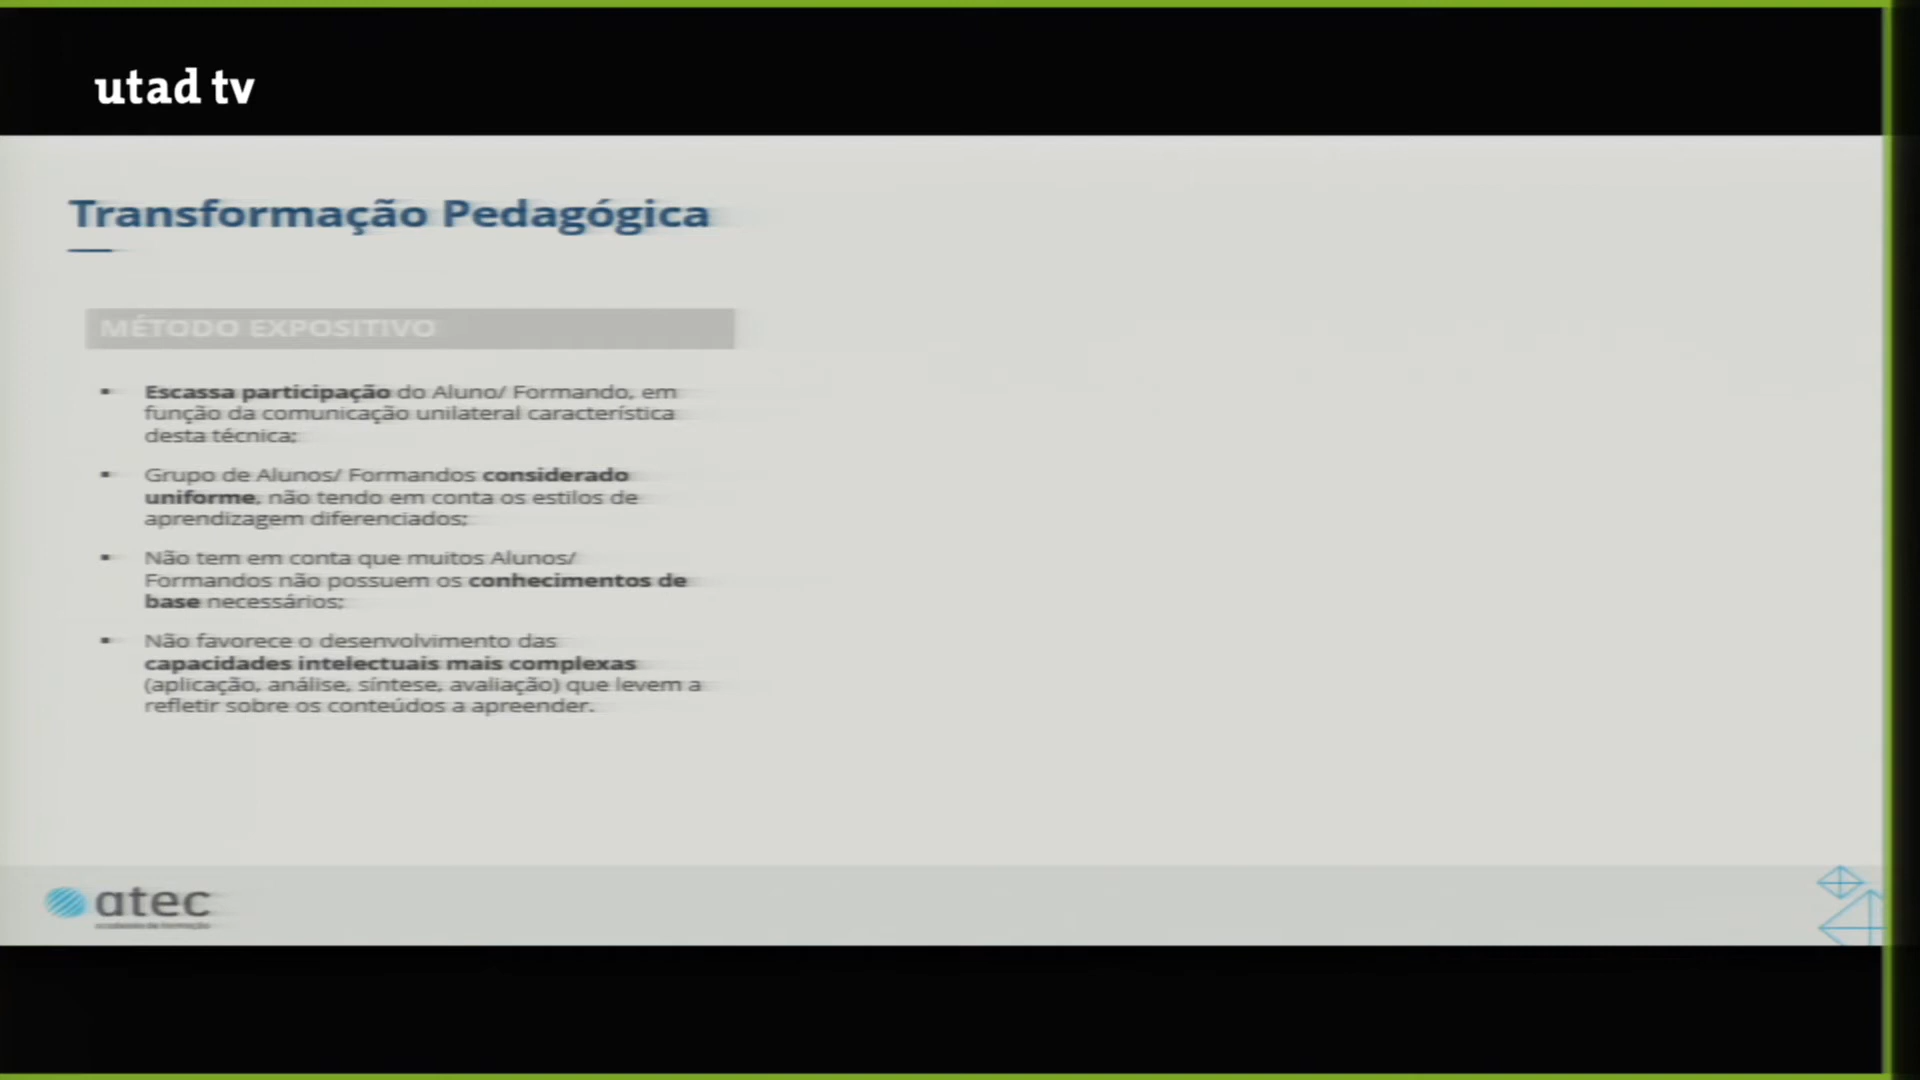 utad tv
Transformação Pedagógica
MÉTODO EXPOSITIVO
▪ Escassa participação do Aluno/ Formando, em
função da comunicação unilateral característica
desta técnica;
▪ Grupo de Alunos/ Formandos considerado
uniforme, não tendo em conta os estilos de
aprendizagem diferenciados;
▪ Não tem em conta que muitos Alunos/
Formandos não possuem os conhecimentos de
base necessários;
▪ Não favorece o desenvolvimento das
capacidades intelectuais mais complexas
(aplicação, análise, síntese, avaliação) que levem a
refletir sobre os conteúdos a apreender.
atec
academia de formação